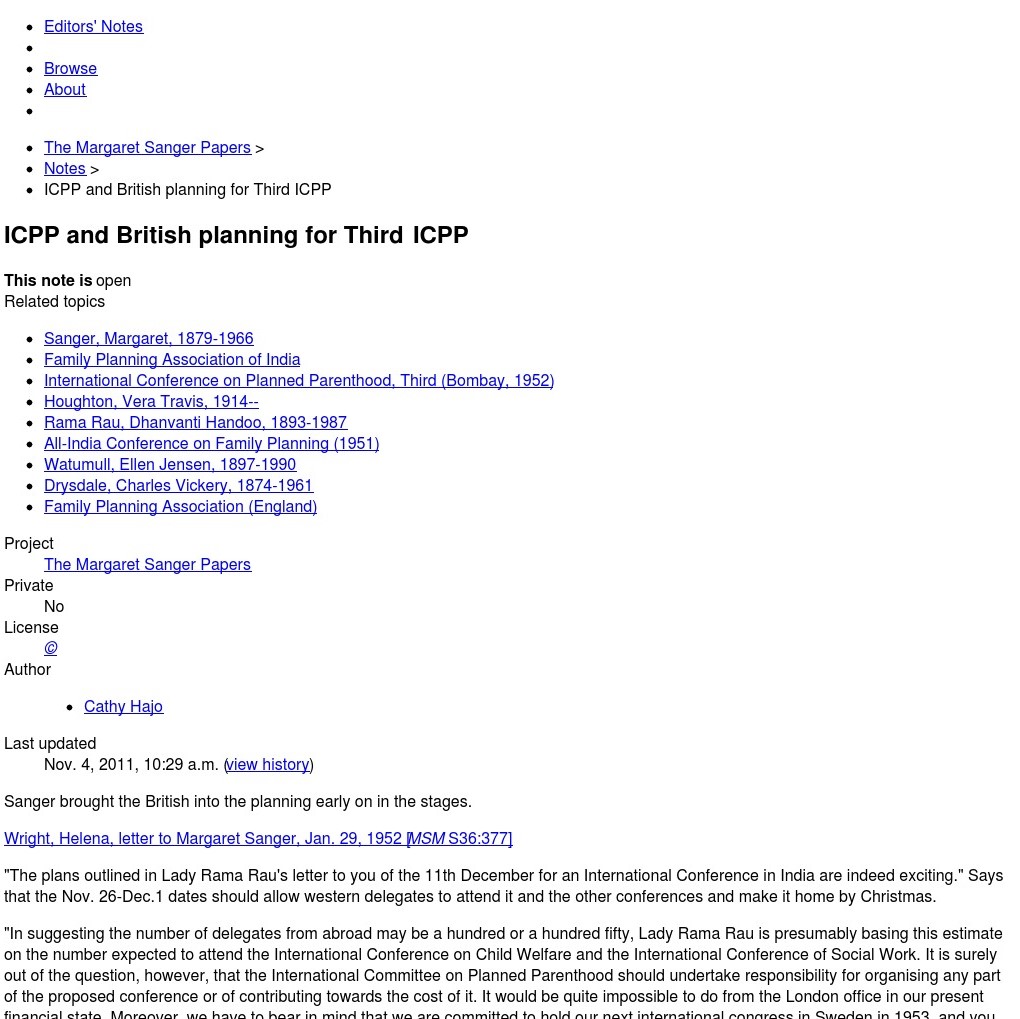 Editors' Notes
Browse
About
The Margaret Sanger Papers >
Notes >
ICPP and British planning for Third ICPP
ICPP and British planning for Third ICPP
This note is open
Related topics
Sanger, Margaret, 1879-1966
Family Planning Association of India
International Conference on Planned Parenthood, Third (Bombay, 1952)
Houghton, Vera Travis, 1914--
Rama Rau, Dhanvanti Handoo, 1893-1987
All-India Conference on Family Planning (1951)
Watumull, Ellen Jensen, 1897-1990
Drysdale, Charles Vickery, 1874-1961
Family Planning Association (England)
Project
The Margaret Sanger Papers
Private
No
License
©
Author
Cathy Hajo
Last updated
Nov. 4, 2011, 10:29 a.m. (view history)
Sanger brought the British into the planning early on in the stages.
Wright, Helena, letter to Margaret Sanger, Jan. 29, 1952 [MSM S36:377]
"The plans outlined in Lady Rama Rau's letter to you of the 11th December for an International Conference in India are indeed exciting." Says
that the Nov. 26-Dec.1 dates should allow western delegates to attend it and the other conferences and make it home by Christmas.
"In suggesting the number of delegates from abroad may be a hundred or a hundred fifty, Lady Rama Rau is presumably basing this estimate
on the number expected to attend the International Conference on Child Welfare and the International Conference of Social Work. It is surely
out of the question, however, that the International Committee on Planned Parenthood should undertake responsibility for organising any part
of the proposed conference or of contributing towards the cost of it. It would be quite impossible to do from the London office in our present
financial state. Moreover, we have to bear in mind that we are committed to hold our next international congress in Sweden in 1953, and you